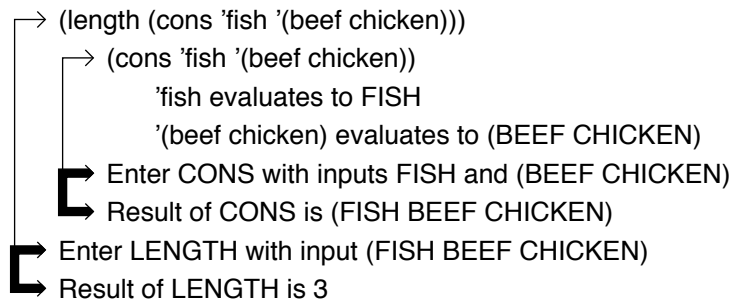 (length (cons ’fish ’(beef chicken)))
(cons ’fish ’(beef chicken))
’fish evaluates to FISH
’(beef chicken) evaluates to (BEEF CHICKEN)
Enter CONS with inputs FISH and (BEEF CHICKEN)
Result of CONS is (FISH BEEF CHICKEN)
Enter LENGTH with input (FISH BEEF CHICKEN)
Result of LENGTH is 3